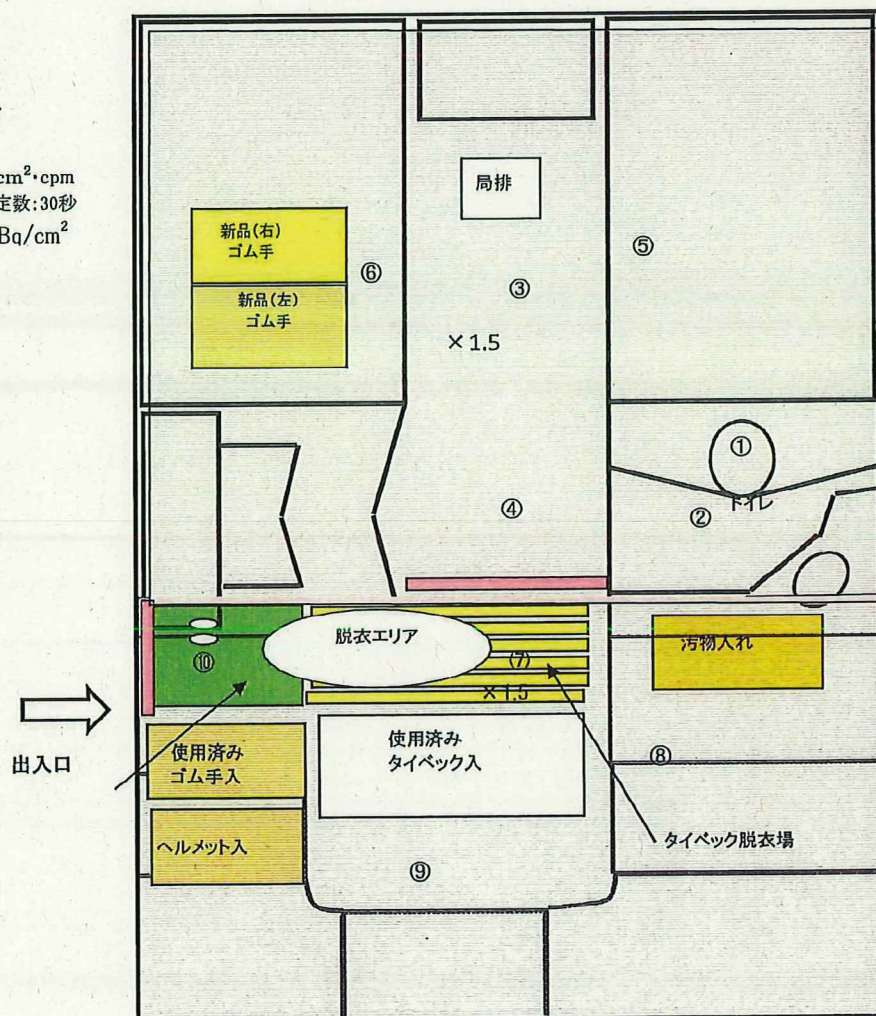 cm²・cpm
定数:30秒
Bq/cm²
局排
新品(右)
ゴム手
⑥
新品(左)
ゴム手
③
⑤
×1.5
①
④
②
トイレ
脱衣エリア
⑩
(7)
×1.5
汚物入れ
出入口
使用済み
ゴム手入
使用済み
タイベック入
⑧
ヘルメット入
タイベック脱衣場
⑨